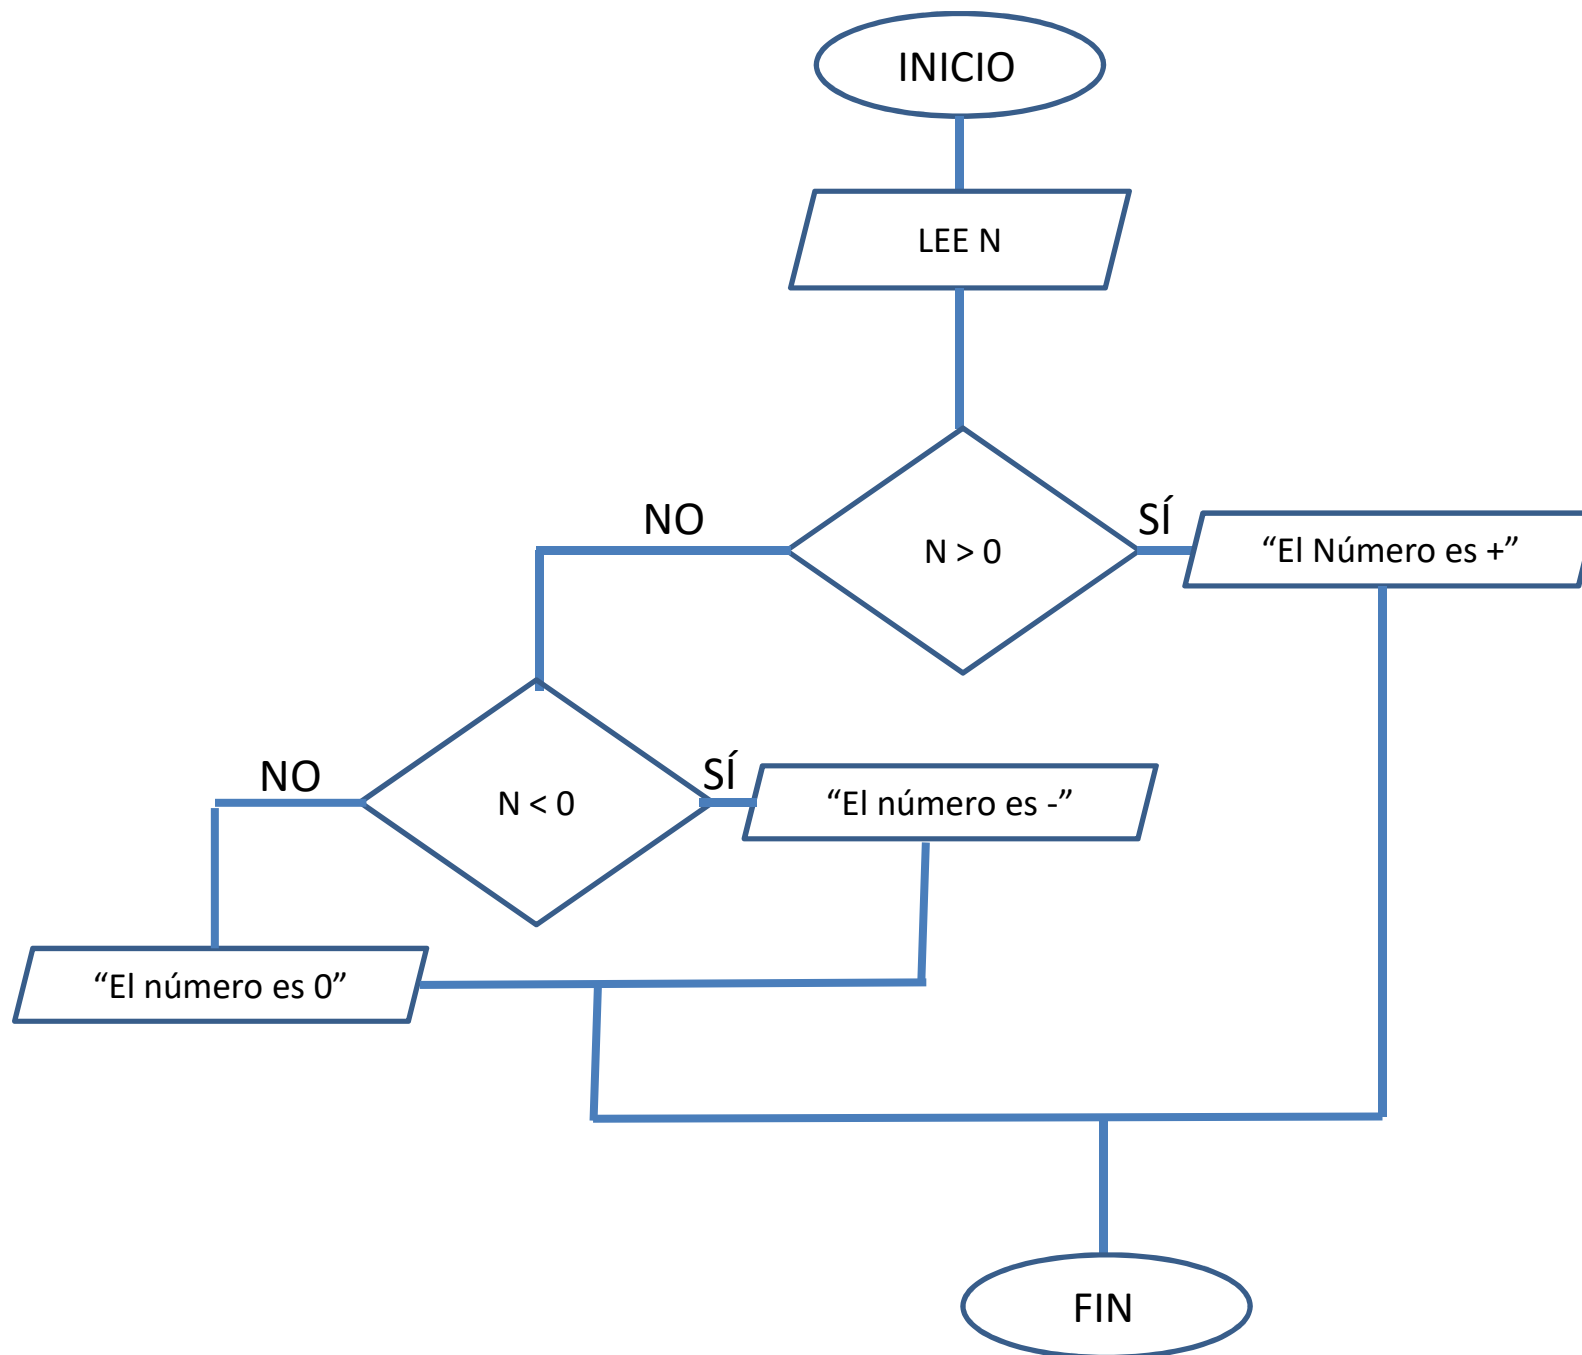 INICIO
LEE N
NO
SÍ
N > 0
“El Número es +”
NO
SÍ
N < 0
“El número es -”
“El número es 0”
FIN